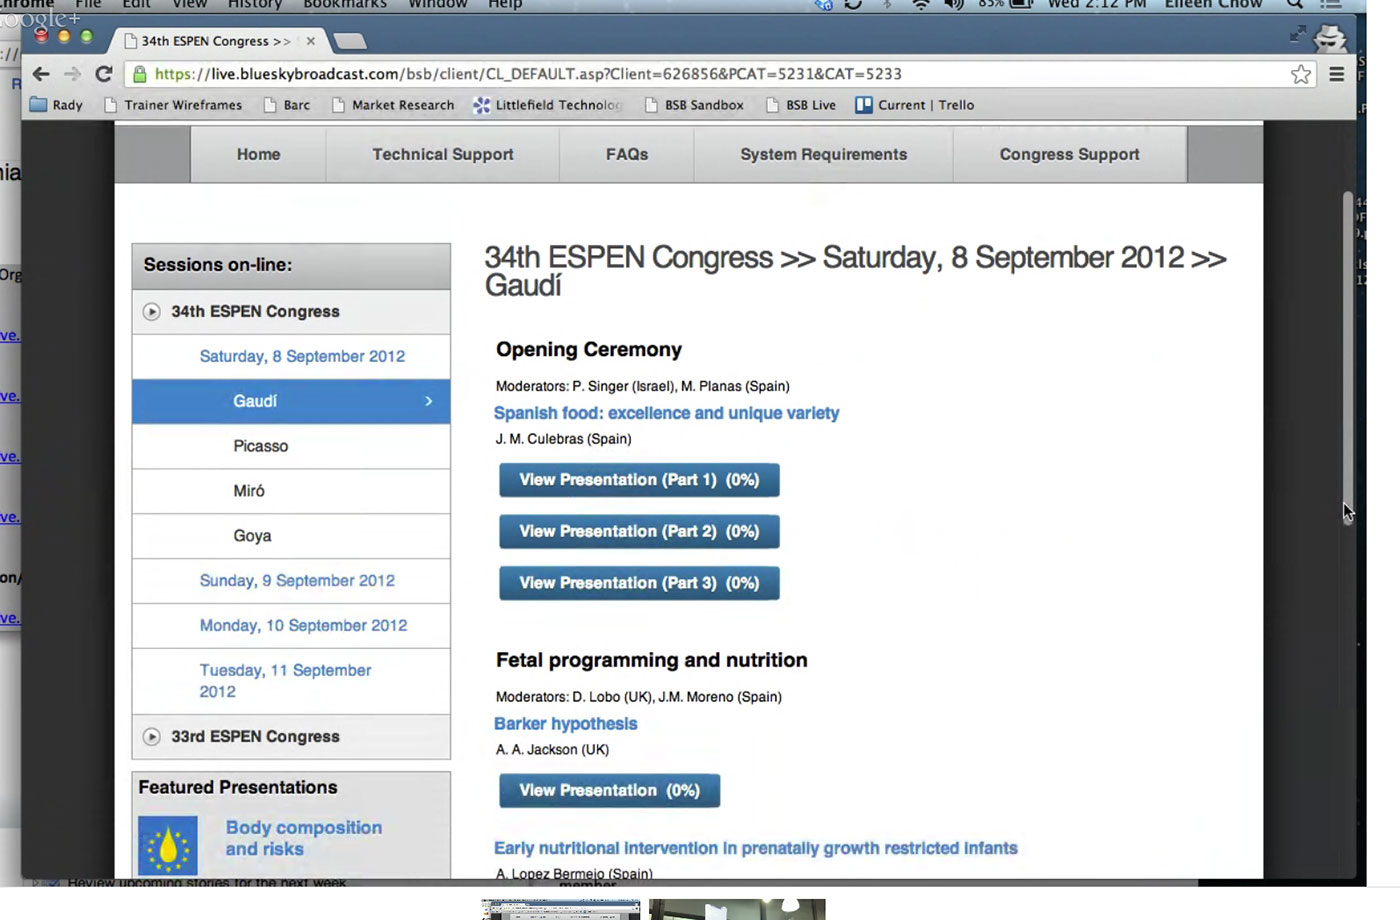 Chrome File Edit View History Bookmarks Window Help 85% Wed 2:12 PM Eileen Chow
Google+
34th ESPEN Congress >>
https://live.blueskybroadcast.com/bsb/client/CL_DEFAULT.asp?Client=626856&PCAT=5231&CAT=5233
Rady Trainer Wireframes Barc Market Research Littlefield Technolo BSB Sandbox BSB Live Current | Trello
Home Technical Support FAQs System Requirements Congress Support
Sessions on-line:
34th ESPEN Congress
Saturday, 8 September 2012
Gaudí
Picasso
Miró
Goya
Sunday, 9 September 2012
Monday, 10 September 2012
Tuesday, 11 September
2012
33rd ESPEN Congress
Featured Presentations
Body composition
and risks
34th ESPEN Congress >> Saturday, 8 September 2012 >>
Gaudí
Opening Ceremony
Moderators: P. Singer (Israel), M. Planas (Spain)
Spanish food: excellence and unique variety
J. M. Culebras (Spain)
View Presentation (Part 1) (0%)
View Presentation (Part 2) (0%)
View Presentation (Part 3) (0%)
Fetal programming and nutrition
Moderators: D. Lobo (UK), J.M. Moreno (Spain)
Barker hypothesis
A. A. Jackson (UK)
View Presentation (0%)
Early nutritional intervention in prenatally growth restricted infants
A. Lopez Bermejo (Spain)
Review upcoming stories for the next week
member